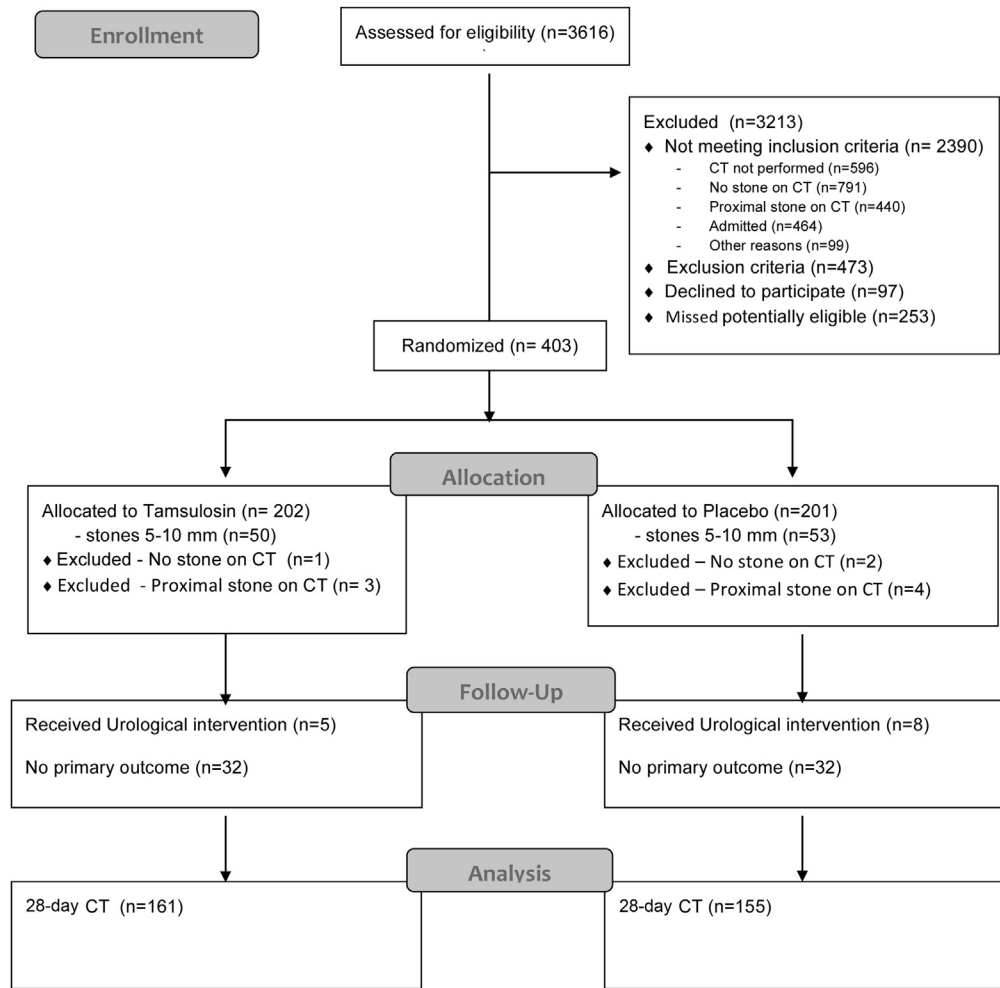 Enrollment
Assessed for eligibility (n=3616)
Excluded (n=3213)
♦ Not meeting inclusion criteria (n= 2390)
- CT not performed (n=596)
- No stone on CT (n=791)
- Proximal stone on CT (n=440)
- Admitted (n=464)
- Other reasons (n=99)
♦ Exclusion criteria (n=473)
♦ Declined to participate (n=97)
♦ Missed potentially eligible (n=253)
Randomized (n= 403)
Allocation
Allocated to Tamsulosin (n= 202)
- stones 5-10 mm (n=50)
♦ Excluded - No stone on CT (n=1)
♦ Excluded - Proximal stone on CT (n= 3)
Allocated to Placebo (n=201)
- stones 5-10 mm (n=53)
♦ Excluded – No stone on CT (n=2)
♦ Excluded – Proximal stone on CT (n=4)
Follow-Up
Received Urological intervention (n=5)
No primary outcome (n=32)
Received Urological intervention (n=8)
No primary outcome (n=32)
Analysis
28-day CT (n=161)
28-day CT (n=155)